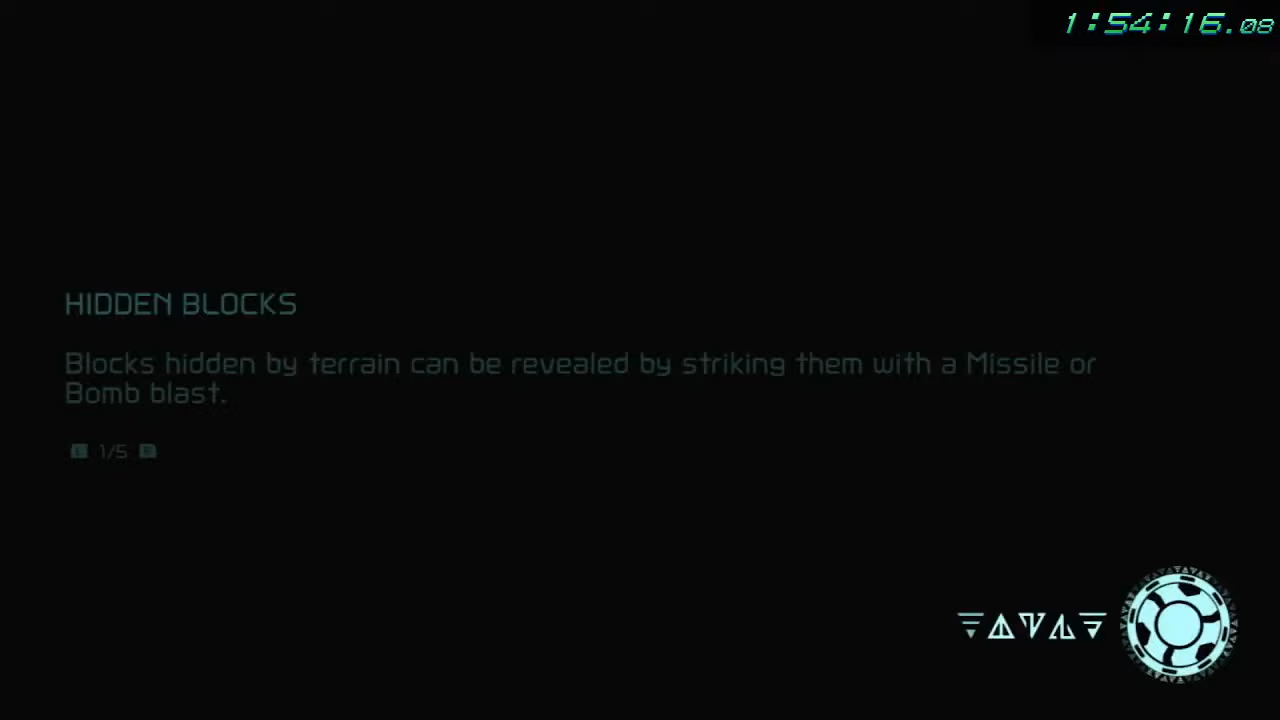 1:54:16.08
HIDDEN BLOCKS
Blocks hidden by terrain can be revealed by striking them with a Missile or
Bomb blast.
L 1/5 R